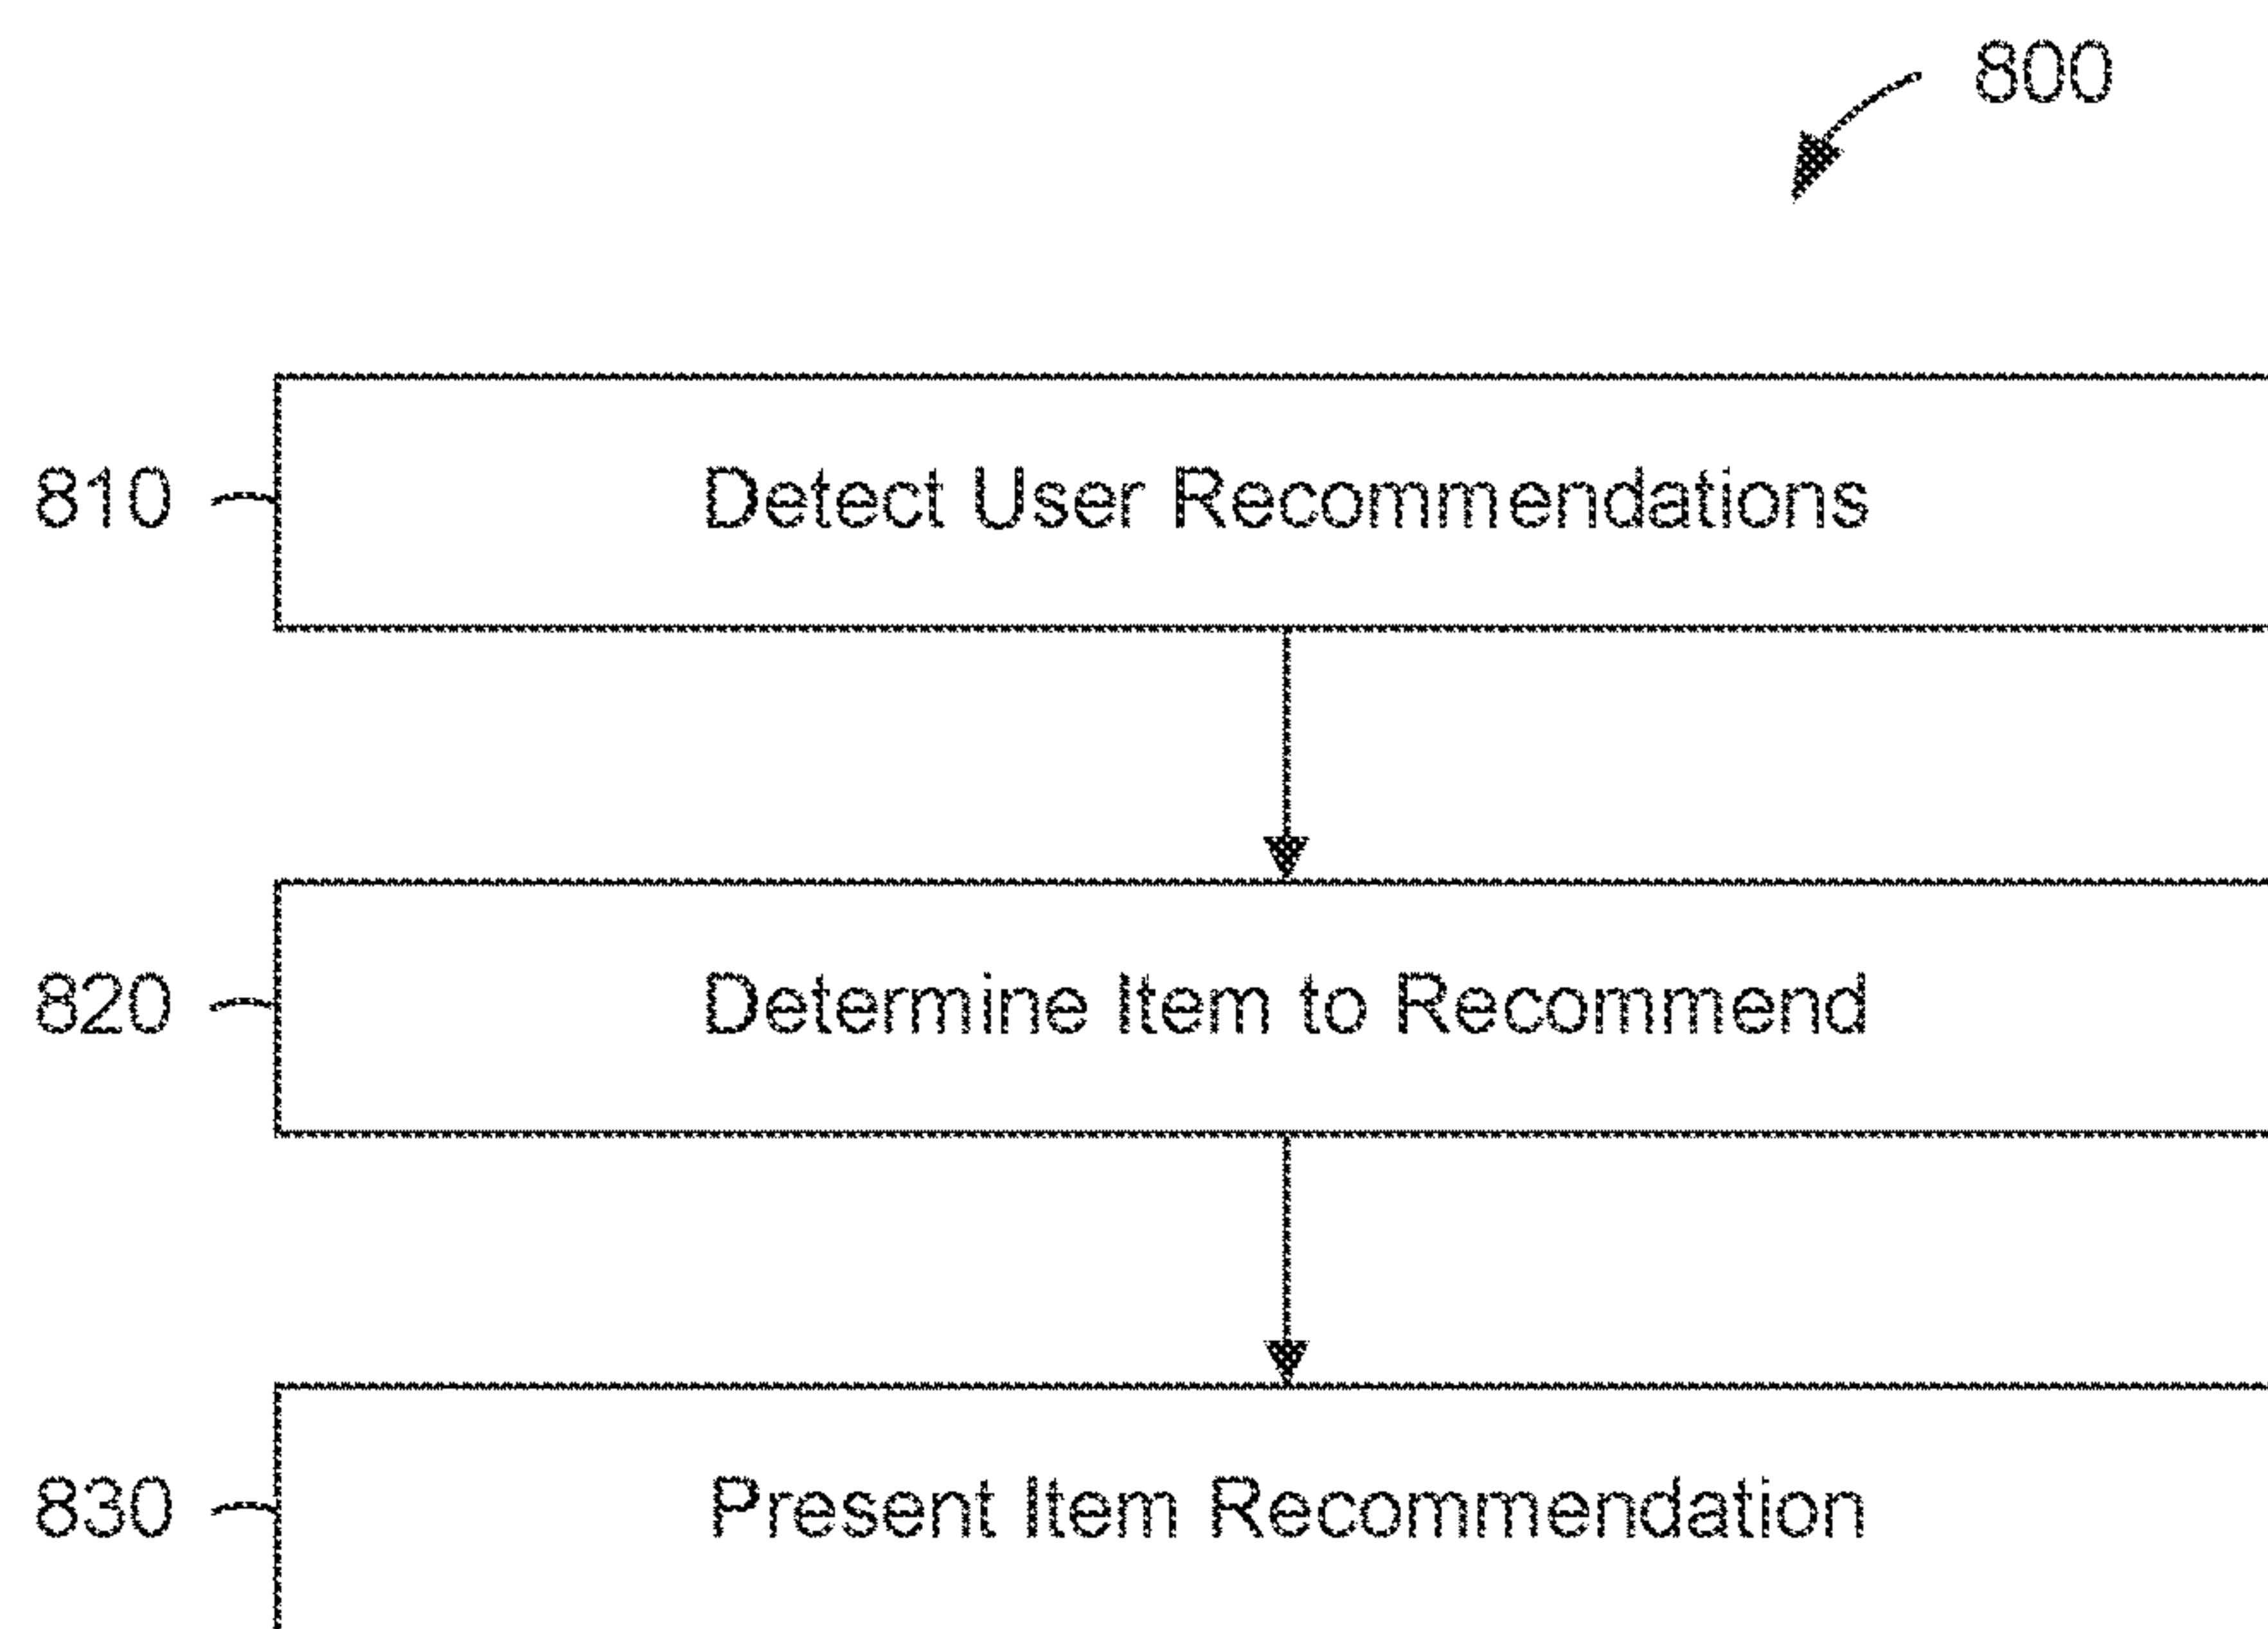 800
810 Detect User Recommendations
820 Determine Item to Recommend
830 Present Item Recommendation